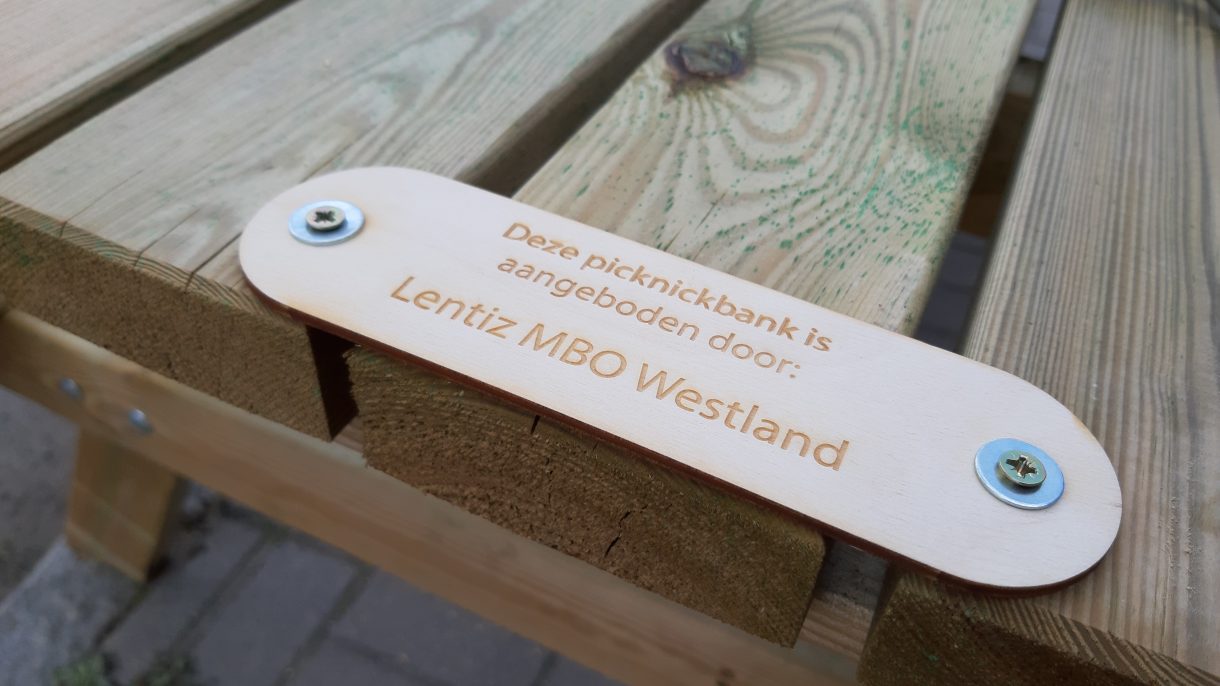 Deze picknickbank is
aangeboden door:
Lentiz MBO Westland